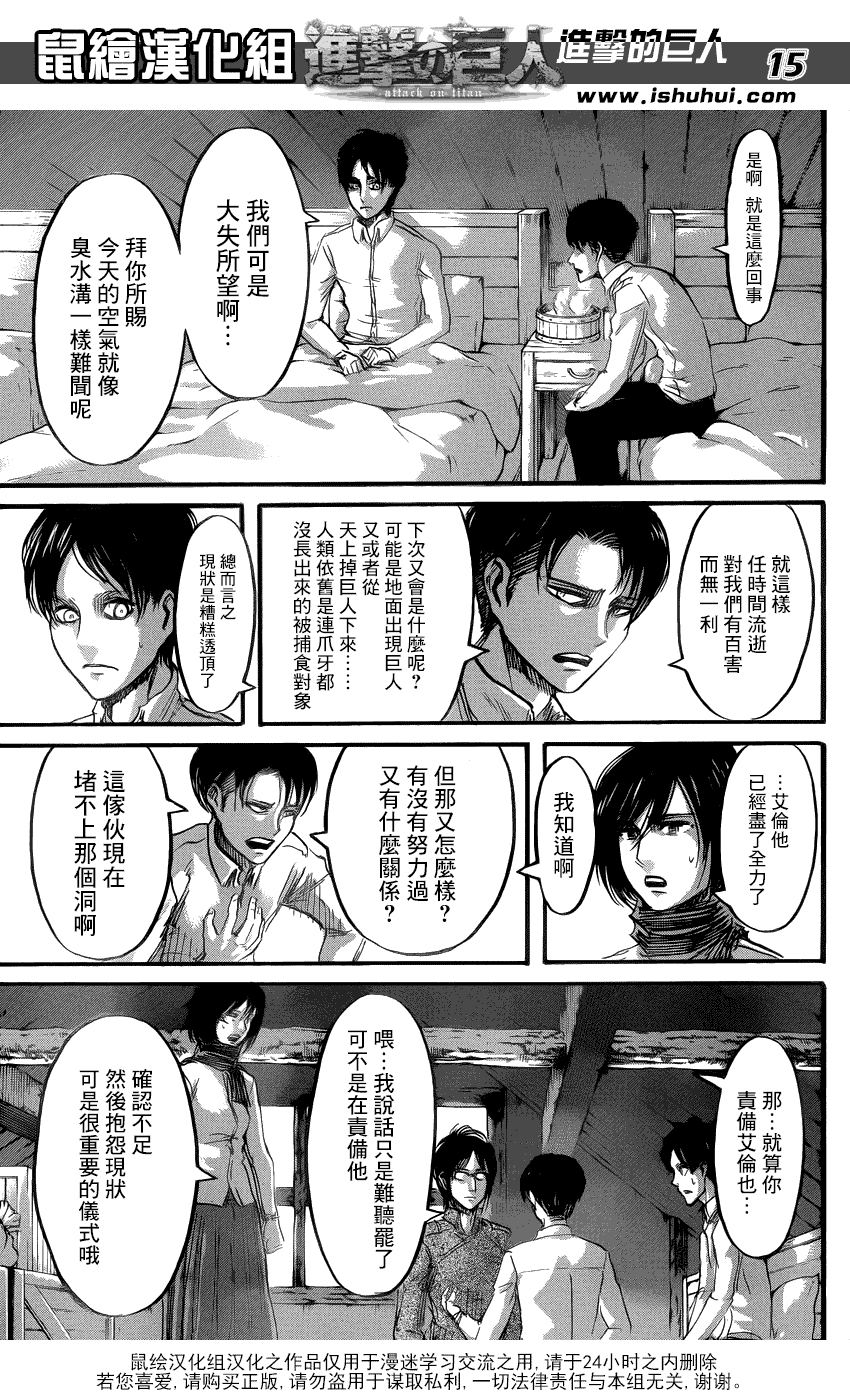 鼠繪漢化組
進撃の巨人
attack on titan
進擊的巨人
www.ishuhui.com
15
是啊 就是這麼回事
我們可是
大失所望啊…
拜你所賜
今天的空氣就像
臭水溝一樣難聞呢
就這樣
任時間流逝
對我們有百害
而無一利
下次又會是什麼呢?
可能是地面出現巨人
又或者從
天上掉巨人下來……
人類依舊是連爪牙都
沒長出來的被捕食對象
總而言之
現狀是糟糕透頂了
…艾倫他
已經盡了全力了
我知道啊
但那又怎麼樣?
有沒有努力過
又有什麼關係?
這傢伙現在
堵不上那個洞啊
那…就算你
責備艾倫也…
喂…我說話只是難聽罷了
可不是在責備他
確認不足
然後抱怨現狀
可是很重要的儀式哦
鼠绘汉化组汉化之作品仅用于漫迷学习交流之用,请于24小时之内删除
若您喜爱,请购买正版,请勿盗用于谋取私利,一切法律责任与本组无关,谢谢。